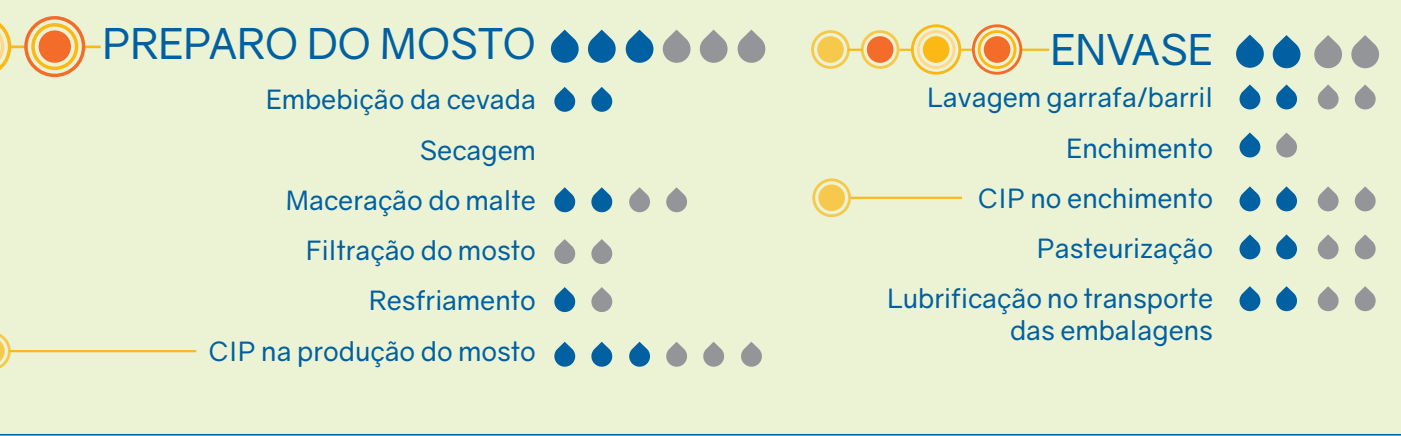 PREPARO DO MOSTO
Embebição da cevada
Secagem
Maceração do malte
Filtração do mosto
Resfriamento
CIP na produção do mosto
ENVASE
Lavagem garrafa/barril
Enchimento
CIP no enchimento
Pasteurização
Lubrificação no transporte
das embalagens